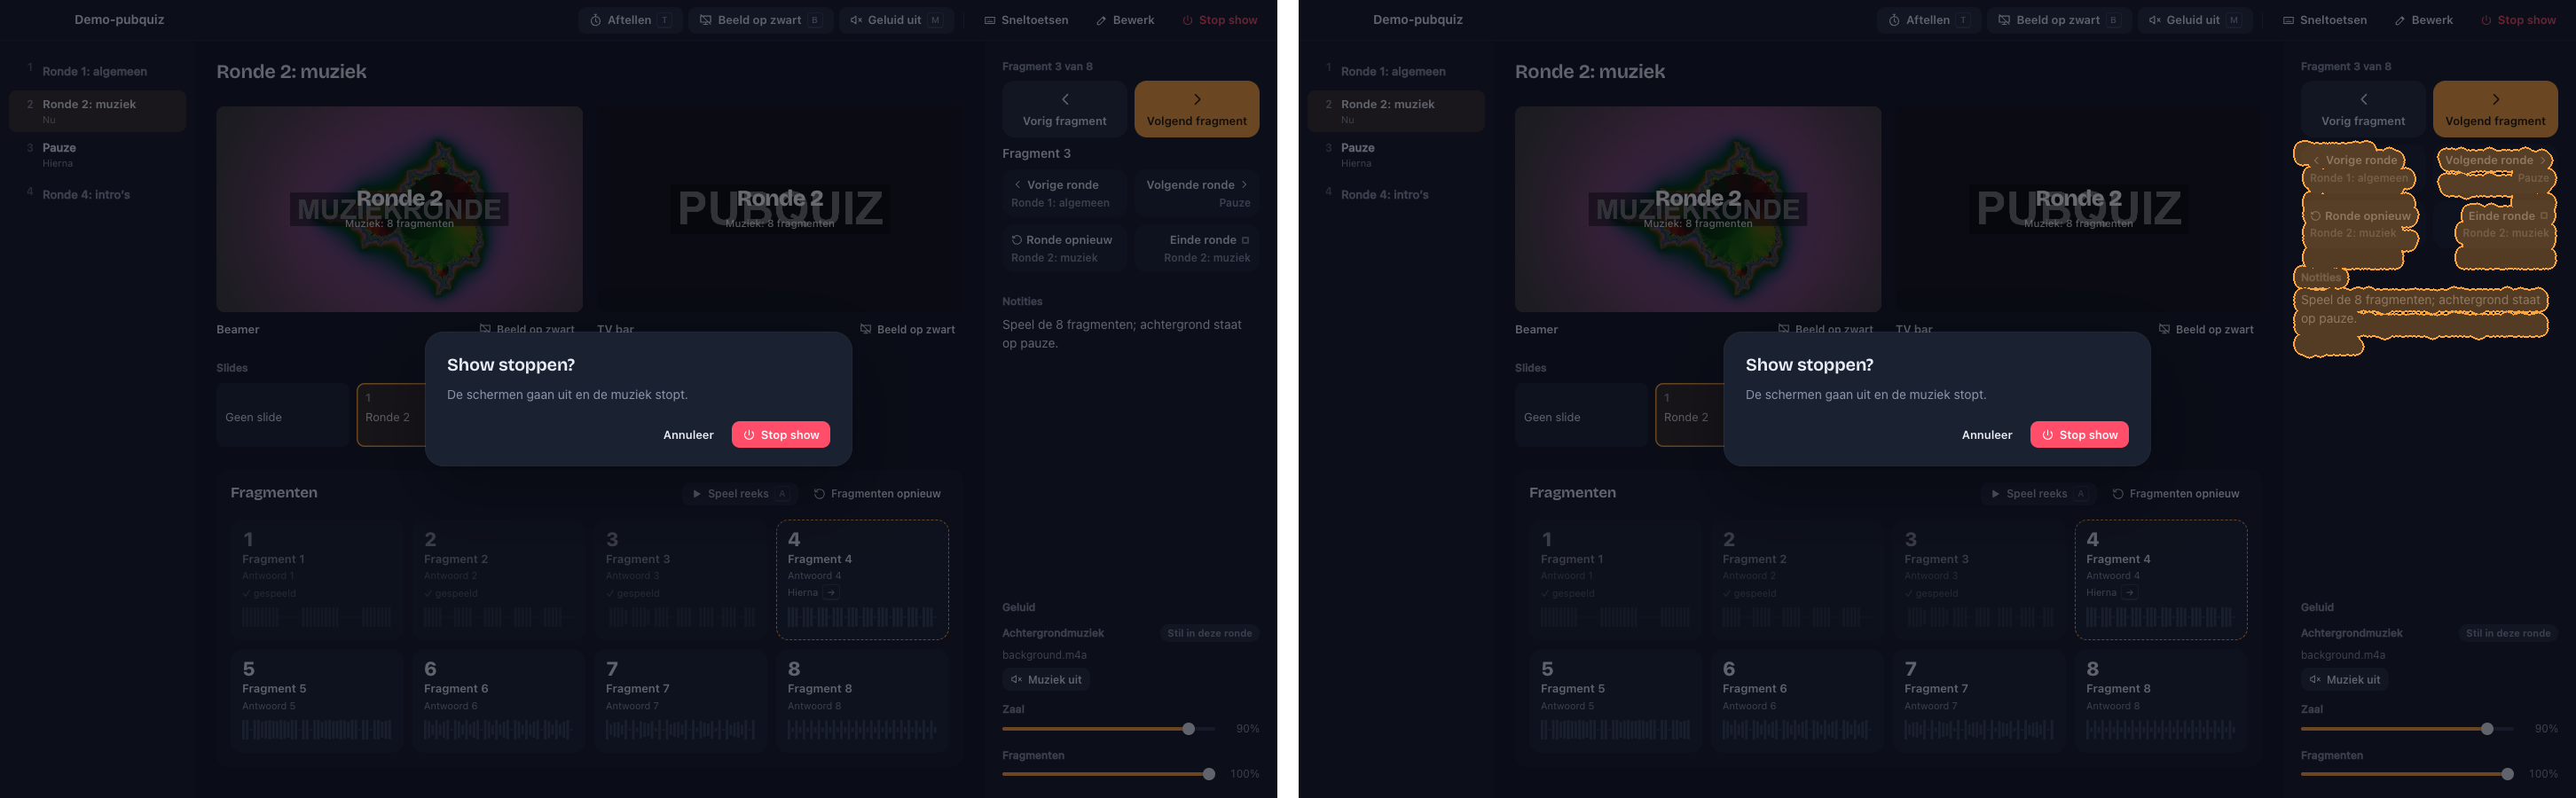 Demo-pubquiz
Aftellen T
Beeld op zwart B
Geluid uit M
Sneltoetsen
Bewerk
Stop show
1 Ronde 1: algemeen
2 Ronde 2: muziek
Nu
3 Pauze
Hierna
4 Ronde 4: intro's
Ronde 2: muziek
MUZIEKRONDE
Ronde 2
Muziek: 8 fragmenten
PUBQUIZ
Ronde 2
Muziek: 8 fragmenten
Beamer
Beeld op zwart
TV bar
Beeld op zwart
Slides
Geen slide
1
Ronde 2
Show stoppen?
De schermen gaan uit en de muziek stopt.
Annuleer
Stop show
Fragmenten
Speel reeks A
Fragmenten opnieuw
1
Fragment 1
Antwoord 1
✓ gespeeld
2
Fragment 2
Antwoord 2
✓ gespeeld
3
Fragment 3
Antwoord 3
✓ gespeeld
4
Fragment 4
Antwoord 4
Hierna →
5
Fragment 5
Antwoord 5
6
Fragment 6
Antwoord 6
7
Fragment 7
Antwoord 7
8
Fragment 8
Antwoord 8
Fragment 3 van 8
Vorig fragment
Volgend fragment
Fragment 3
Vorige ronde
Ronde 1: algemeen
Volgende ronde
Pauze
Ronde opnieuw
Ronde 2: muziek
Einde ronde
Ronde 2: muziek
Notities
Speel de 8 fragmenten; achtergrond staat
op pauze.
Geluid
Achtergrondmuziek
Stil in deze ronde
background.m4a
Muziek uit
Zaal
90%
Fragmenten
100%
Demo-pubquiz
Aftellen T
Beeld op zwart B
Geluid uit M
Sneltoetsen
Bewerk
Stop show
1 Ronde 1: algemeen
2 Ronde 2: muziek
Nu
3 Pauze
Hierna
4 Ronde 4: intro's
Ronde 2: muziek
MUZIEKRONDE
Ronde 2
Muziek: 8 fragmenten
PUBQUIZ
Ronde 2
Muziek: 8 fragmenten
Beamer
Beeld op zwart
TV bar
Beeld op zwart
Slides
Geen slide
1
Ronde 2
Show stoppen?
De schermen gaan uit en de muziek stopt.
Annuleer
Stop show
Fragmenten
Speel reeks A
Fragmenten opnieuw
1
Fragment 1
Antwoord 1
✓ gespeeld
2
Fragment 2
Antwoord 2
✓ gespeeld
3
Fragment 3
Antwoord 3
✓ gespeeld
4
Fragment 4
Antwoord 4
Hierna →
5
Fragment 5
Antwoord 5
6
Fragment 6
Antwoord 6
7
Fragment 7
Antwoord 7
8
Fragment 8
Antwoord 8
Fragment 3 van 8
Vorig fragment
Volgend fragment
Vorige ronde
Ronde 1: algemeen
Volgende ronde
Pauze
Ronde opnieuw
Ronde 2: muziek
Einde ronde
Ronde 2: muziek
Notities
Speel de 8 fragmenten; achtergrond staat
op pauze.
Geluid
Achtergrondmuziek
Stil in deze ronde
background.m4a
Muziek uit
Zaal
90%
Fragmenten
100%